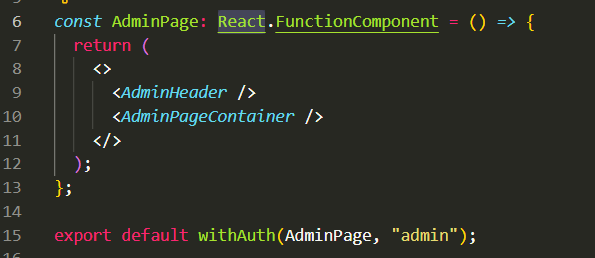 6 const AdminPage: React.FunctionComponent = () => {
7 return (
8 <>
9 <AdminHeader />
10 <AdminPageContainer />
11 </>
12 );
13 };
14
15 export default withAuth(AdminPage, "admin");